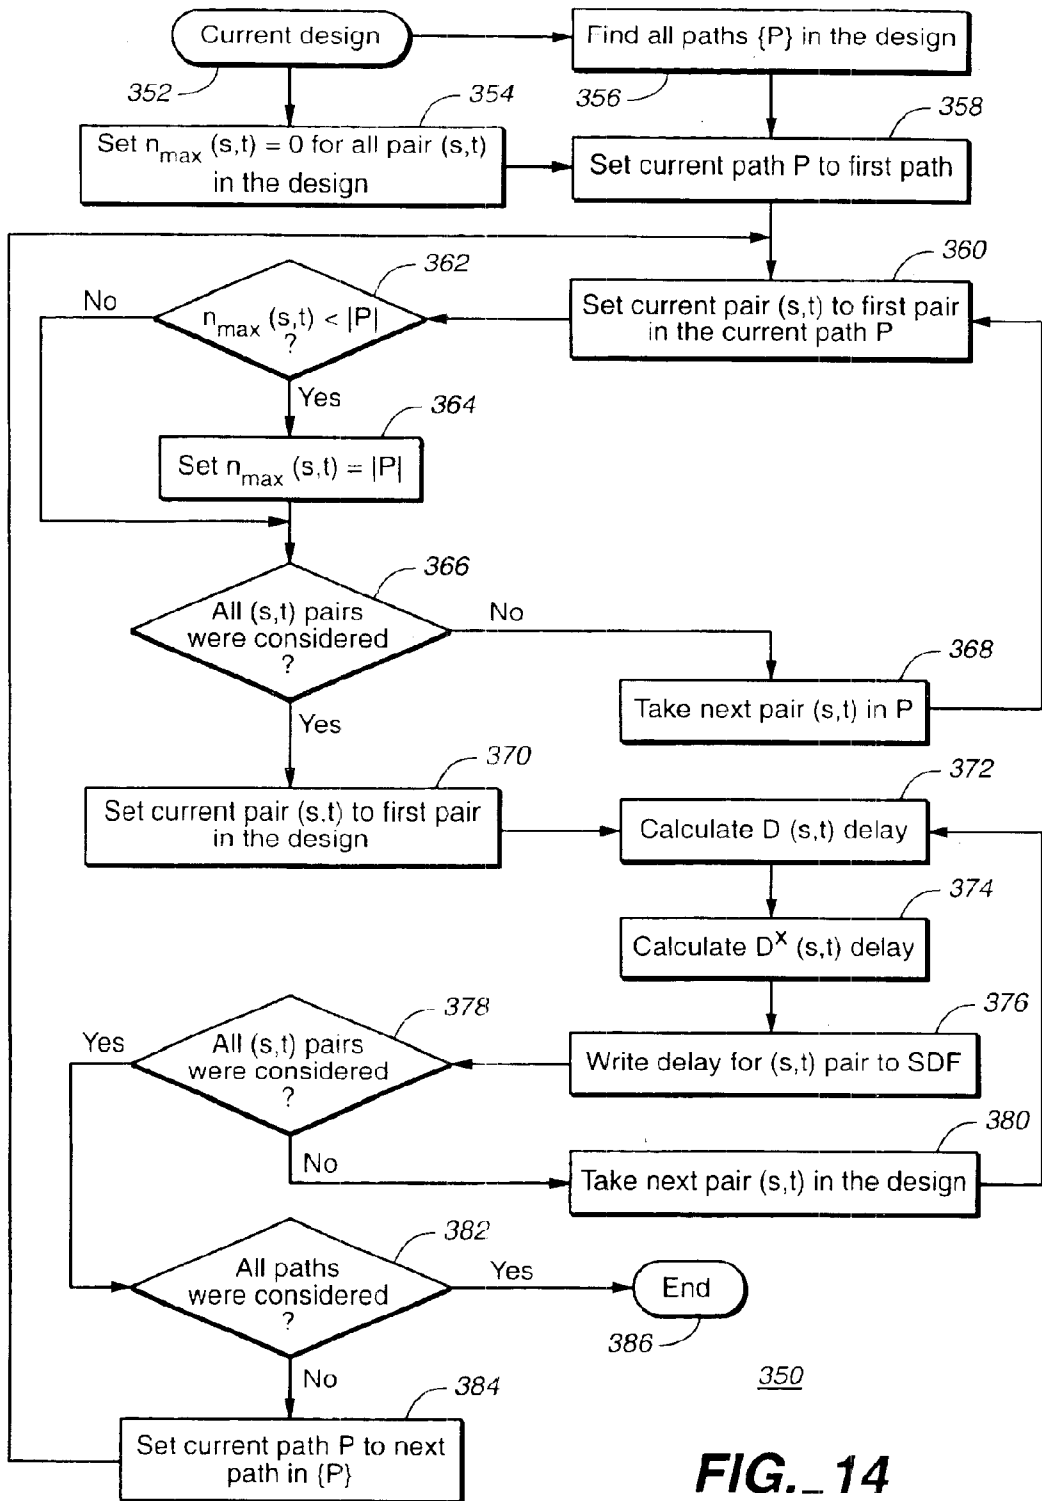 Current design
352
Find all paths {P} in the design
356
354
Set nmax (s,t) = 0 for all pair (s,t)
in the design
358
Set current path P to first path
360
Set current pair (s,t) to first pair
in the current path P
362
No
nmax (s,t) < |P|
?
Yes
364
Set nmax (s,t) = |P|
366
All (s,t) pairs
were considered
?
No
368
Take next pair (s,t) in P
Yes
370
Set current pair (s.t) to first pair
in the design
372
Calculate D (s,t) delay
374
Calculate Dx (s,t) delay
376
Write delay for (s,t) pair to SDF
378
Yes
All (s,t) pairs
were considered
?
No
380
Take next pair (s,t) in the design
382
All paths
were considered
?
Yes
End
386
No
384
Set current path P to next
path in {P}
350
FIG._14